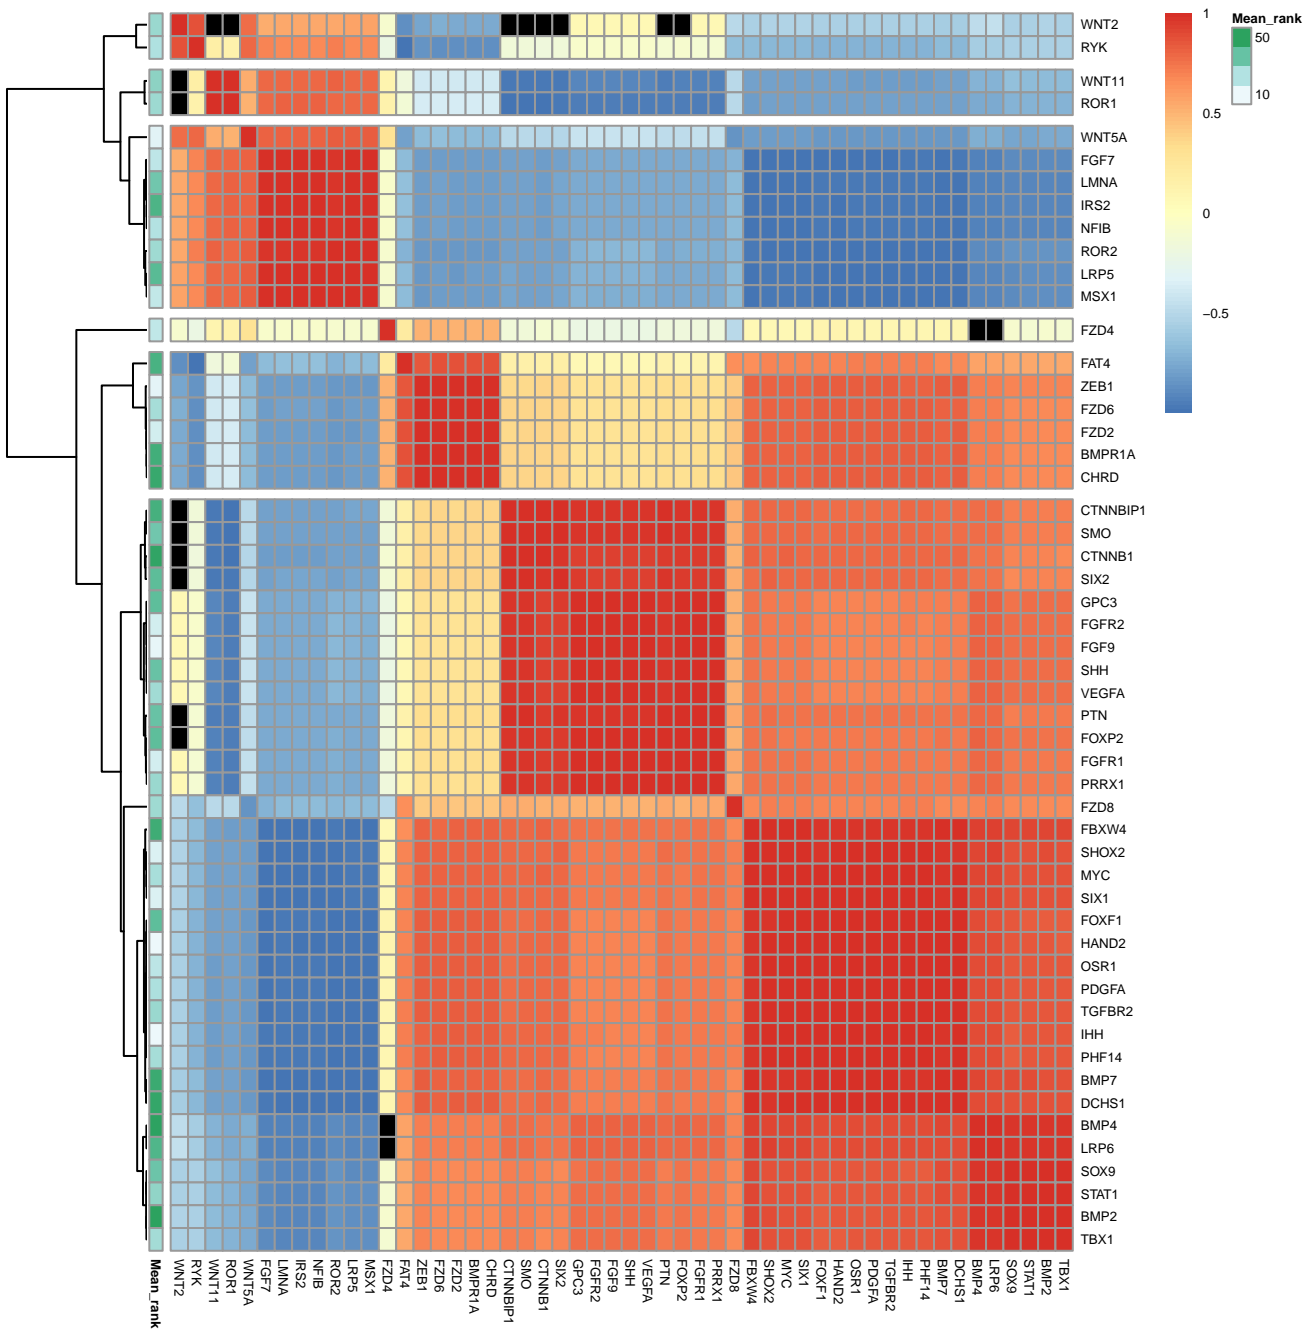 WNT2
RYK
WNT11
ROR1
WNT5A
FGF7
LMNA
IRS2
NFIB
ROR2
LRP5
MSX1
FZD4
FAT4
ZEB1
FZD6
FZD2
BMPR1A
CHRD
CTNNBIP1
SMO
CTNNB1
SIX2
GPC3
FGFR2
FGF9
SHH
VEGFA
PTN
FOXP2
FGFR1
PRRX1
FZD8
FBXW4
SHOX2
MYC
SIX1
FOXF1
HAND2
OSR1
PDGFA
TGFBR2
IHH
PHF14
BMP7
DCHS1
BMP4
LRP6
SOX9
STAT1
BMP2
TBX1
1
0.5
0
−0.5
Mean_rank
50
10
Mean_rank
WNT2
RYK
WNT11
ROR1
WNT5A
FGF7
LMNA
IRS2
NFIB
ROR2
LRP5
MSX1
FZD4
FAT4
ZEB1
FZD6
FZD2
BMPR1A
CHRD
CTNNBIP1
SMO
CTNNB1
SIX2
GPC3
FGFR2
FGF9
SHH
VEGFA
PTN
FOXP2
FGFR1
PRRX1
FZD8
FBXW4
SHOX2
MYC
SIX1
FOXF1
HAND2
OSR1
PDGFA
TGFBR2
IHH
PHF14
BMP7
DCHS1
BMP4
LRP6
SOX9
STAT1
BMP2
TBX1